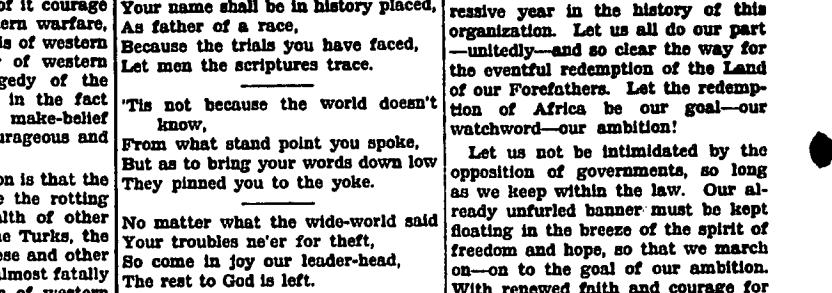 of it courage
ern warfare,
is of western
of western
gedy of the
in the fact
make-belief
urageous and
on is that the
e the rotting
alth of other
e Turks, the
ese and other
almost fatally
of western
Your name shall be in history placed,
As father of a race,
Because the trials you have faced,
Let men the scriptures trace.
'Tis not because the world doesn't
know,
From what stand point you spoke,
But as to bring your words down low
They pinned you to the yoke.
No matter what the wide-world said
Your troubles ne'er for theft,
So come in joy our leader-head,
The rest to God is left.
ressive year in the history of this
organization. Let us all do our part
—unitedly—and so clear the way for
the eventful redemption of the Land
of our Forefathers. Let the redemp-
tion of Africa be our goal—our
watchword—our ambition!
Let us not be intimidated by the
opposition of governments, so long
as we keep within the law. Our al-
ready unfurled banner must be kept
floating in the breeze of the spirit of
freedom and hope, so that we march
on—on to the goal of our ambition.
With renewed faith and courage for